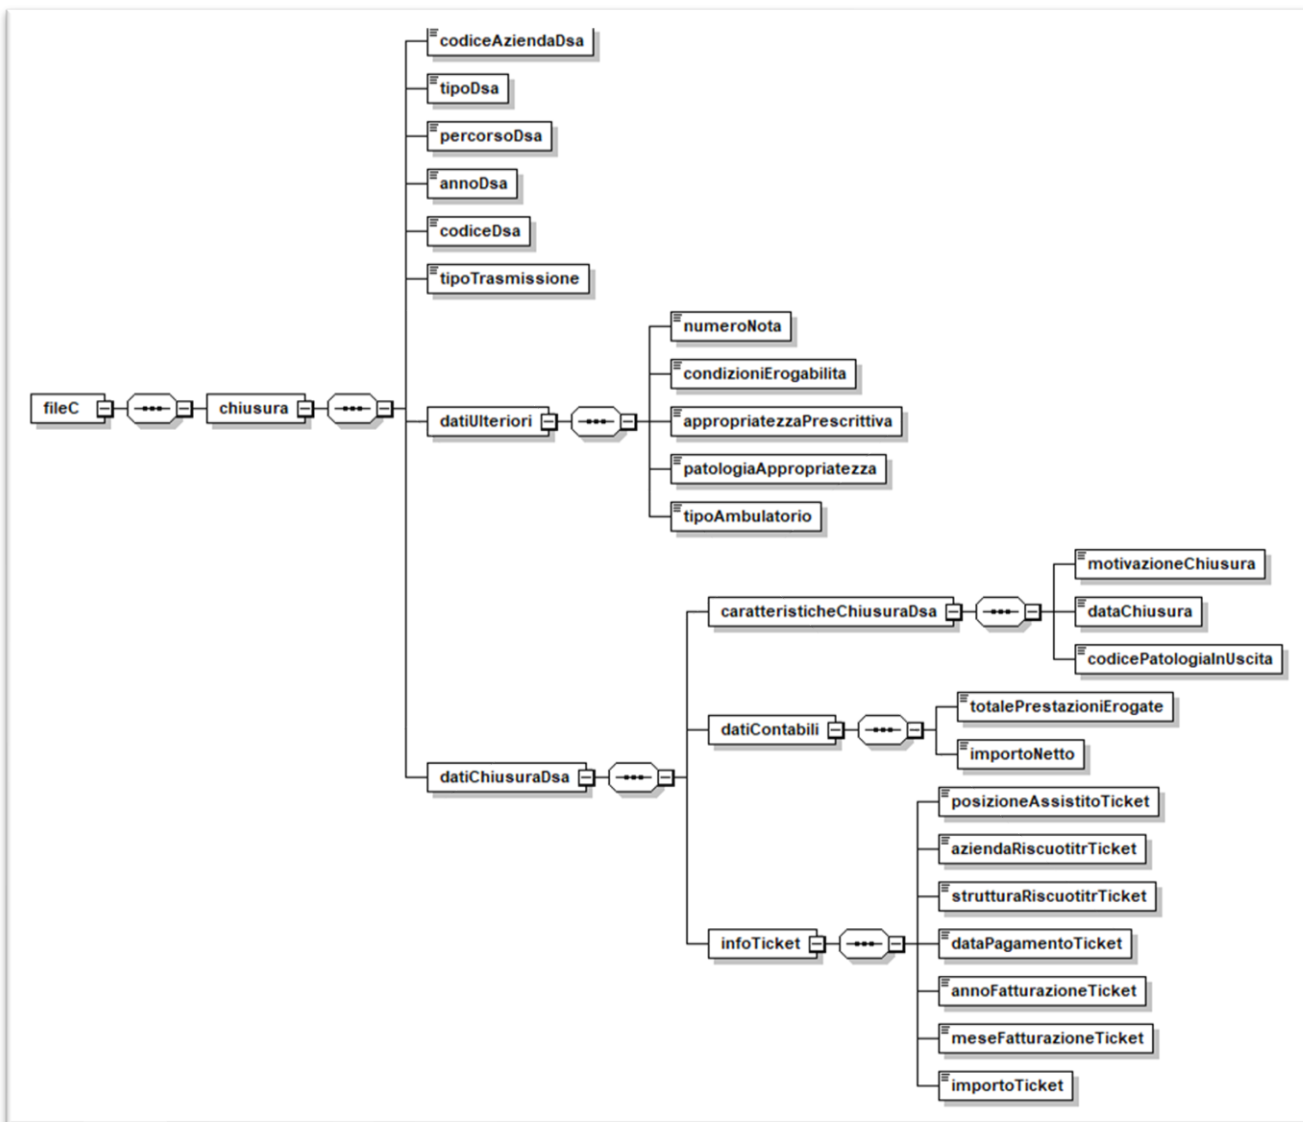 codiceAziendaDsa
tipoDsa
percorsoDsa
annoDsa
codiceDsa
tipoTrasmissione
numeroNota
condizioniErogabilita
fileC
chiusura
datiUlteriori
appropriatezzaPrescrittiva
patologiaAppropriatezza
tipoAmbulatorio
motivazioneChiusura
caratteristicheChiusuraDsa
dataChiusura
codicePatologiaInUscita
totalePrestazioniErogate
datiContabili
importoNetto
datiChiusuraDsa
posizioneAssistitoTicket
aziendaRiscuotitrTicket
strutturaRiscuotitrTicket
infoTicket
dataPagamentoTicket
annoFatturazioneTicket
meseFatturazioneTicket
importoTicket